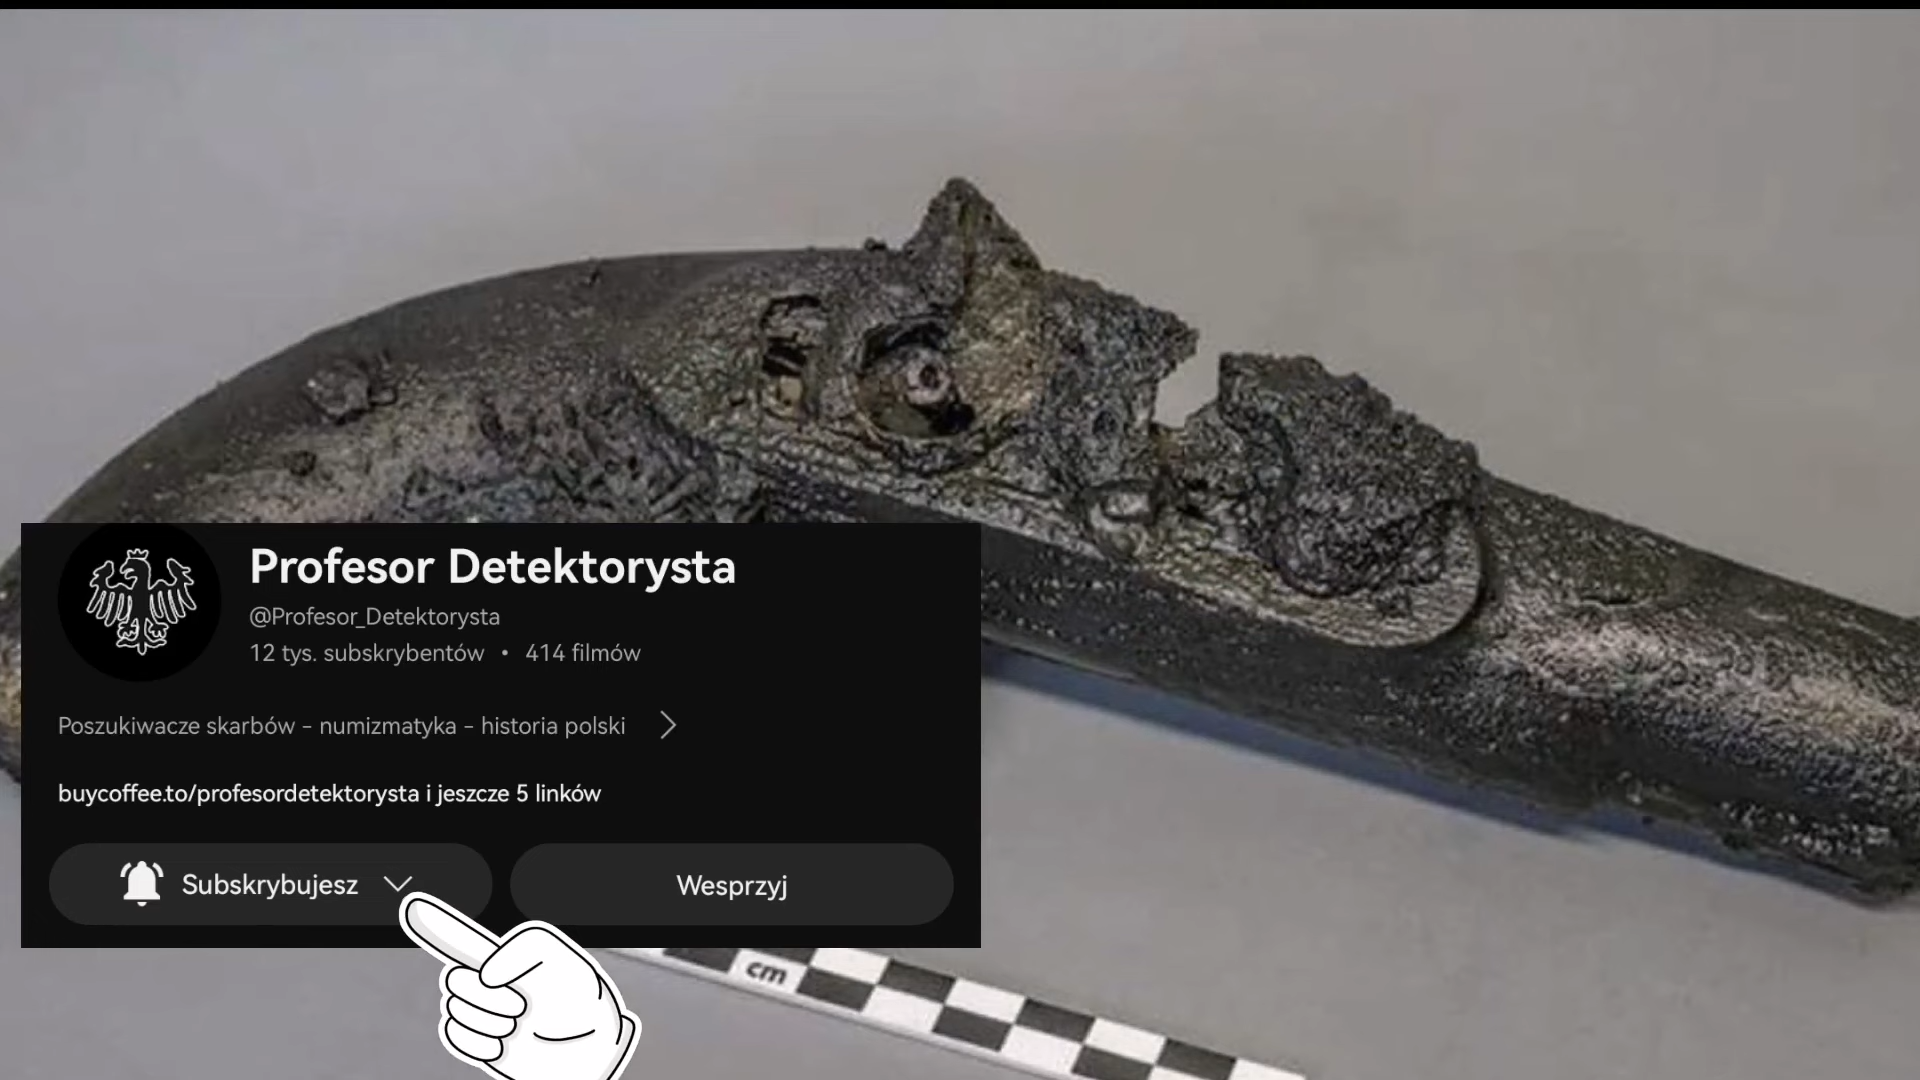 Profesor Detektorysta
@Profesor_Detektorysta
12 tys. subskrybentów • 414 filmów
Poszukiwacze skarbów - numizmatyka - historia polski
buycoffee.to/profesordetektorysta i jeszcze 5 linków
Subskrybujesz
Wesprzyj
cm